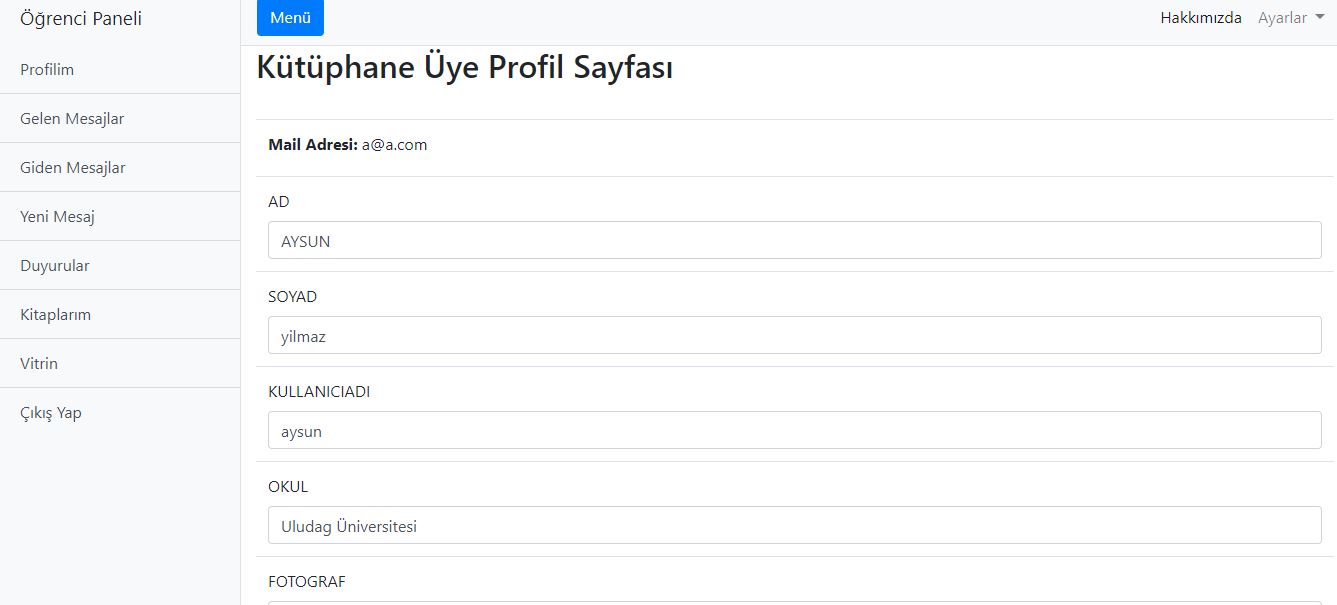 Öğrenci Paneli
Menü
Hakkımızda Ayarlar
Profilim
Gelen Mesajlar
Giden Mesajlar
Yeni Mesaj
Duyurular
Kitaplarım
Vitrin
Çıkış Yap
Kütüphane Üye Profil Sayfası
Mail Adresi: a@a.com
AD
AYSUN
SOYAD
yilmaz
KULLANICIADI
aysun
OKUL
Uludag Üniversitesi
FOTOGRAF